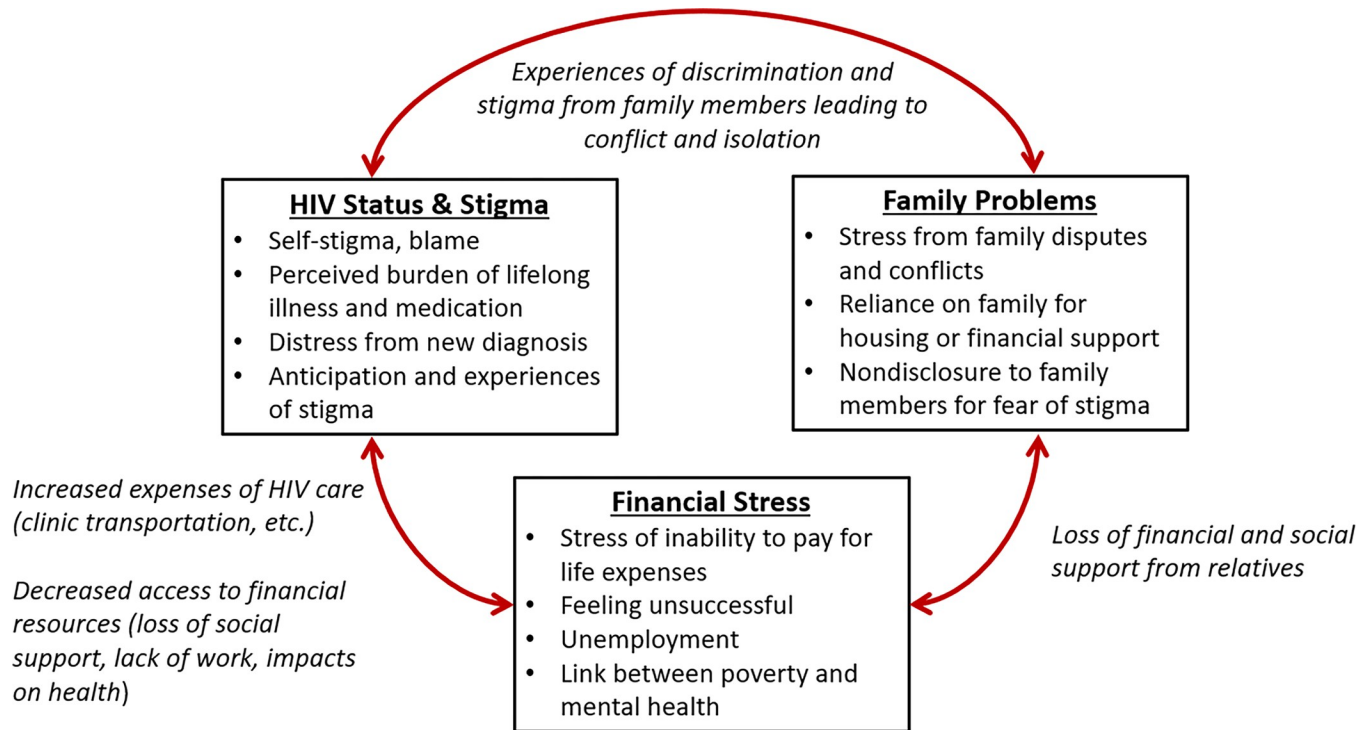 Experiences of discrimination and
stigma from family members leading to
conflict and isolation
HIV Status & Stigma
• Self-stigma, blame
• Perceived burden of lifelong
illness and medication
• Distress from new diagnosis
• Anticipation and experiences
of stigma
Family Problems
• Stress from family disputes
and conflicts
• Reliance on family for
housing or financial support
• Nondisclosure to family
members for fear of stigma
Increased expenses of HIV care
(clinic transportation, etc.)
Decreased access to financial
resources (loss of social
support, lack of work, impacts
on health)
Financial Stress
• Stress of inability to pay for
life expenses
• Feeling unsuccessful
• Unemployment
• Link between poverty and
mental health
Loss of financial and social
support from relatives